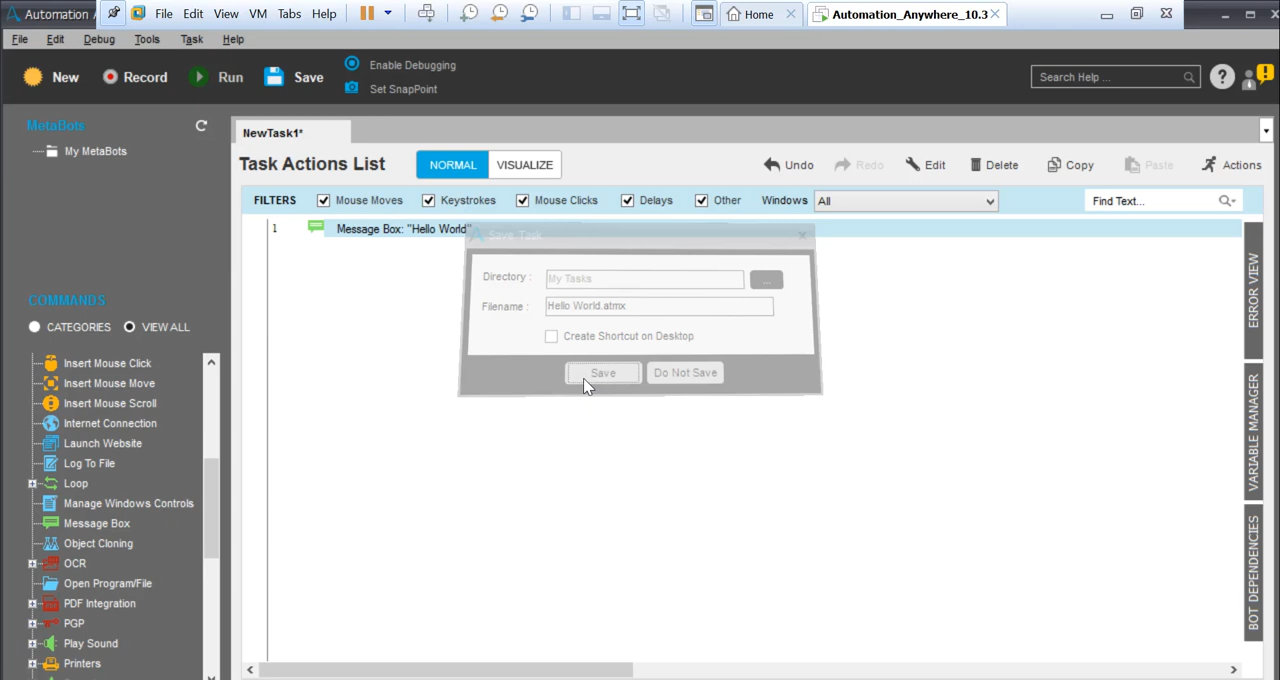 Automation A
File Edit View VM Tabs Help
Home
Automation_Anywhere_10.3
File Edit Debug Tools Task Help
New
Record
Run
Save
Enable Debugging
Set SnapPoint
Search Help ...
MetaBots
My MetaBots
NewTask1*
Task Actions List
NORMAL
VISUALIZE
Undo
Redo
Edit
Delete
Copy
Paste
Actions
FILTERS
Mouse Moves
Keystrokes
Mouse Clicks
Delays
Other
Windows
All
Find Text...
1
Message Box: "Hello World"
Save Task
Directory :
My Tasks
...
Filename :
Hello World.atmx
Create Shortcut on Desktop
Save
Do Not Save
COMMANDS
CATEGORIES
VIEW ALL
Insert Mouse Click
Insert Mouse Move
Insert Mouse Scroll
Internet Connection
Launch Website
Log To File
Loop
Manage Windows Controls
Message Box
Object Cloning
OCR
Open Program/File
PDF Integration
PGP
Play Sound
Printers
ERROR VIEW
VARIABLE MANAGER
BOT DEPENDENCIES